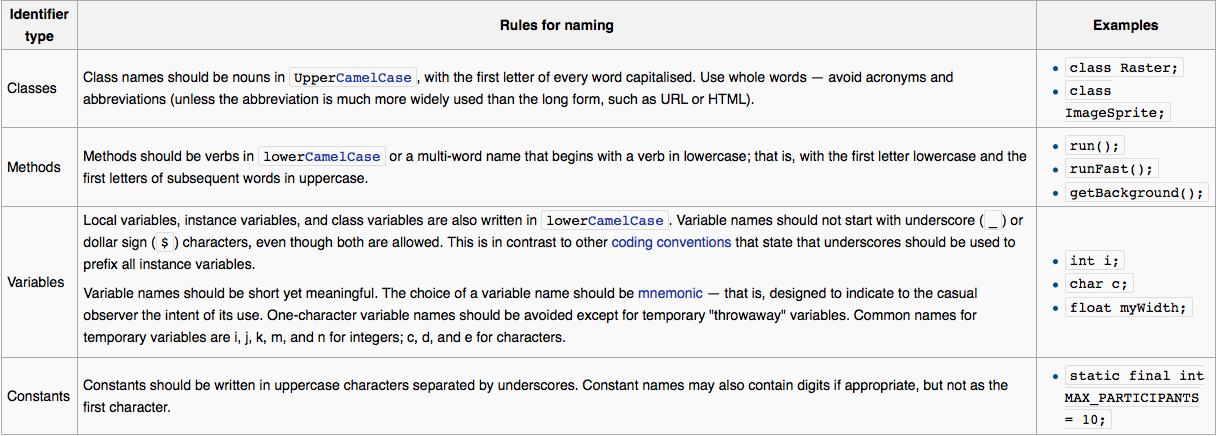 Identifier type
Rules for naming
Examples
Classes
Class names should be nouns in UpperCamelCase, with the first letter of every word capitalised. Use whole words — avoid acronyms and
abbreviations (unless the abbreviation is much more widely used than the long form, such as URL or HTML).
class Raster;
class
ImageSprite;
Methods
Methods should be verbs in lowerCamelCase or a multi-word name that begins with a verb in lowercase; that is, with the first letter lowercase and the
first letters of subsequent words in uppercase.
run();
runFast();
getBackground();
Variables
Local variables, instance variables, and class variables are also written in lowerCamelCase. Variable names should not start with underscore (_) or
dollar sign ($) characters, even though both are allowed. This is in contrast to other coding conventions that state that underscores should be used to
prefix all instance variables.
Variable names should be short yet meaningful. The choice of a variable name should be mnemonic — that is, designed to indicate to the casual
observer the intent of its use. One-character variable names should be avoided except for temporary "throwaway" variables. Common names for
temporary variables are i, j, k, m, and n for integers; c, d, and e for characters.
int i;
char c;
float myWidth;
Constants
Constants should be written in uppercase characters separated by underscores. Constant names may also contain digits if appropriate, but not as the
first character.
static final int
MAX_PARTICIPANTS
= 10;